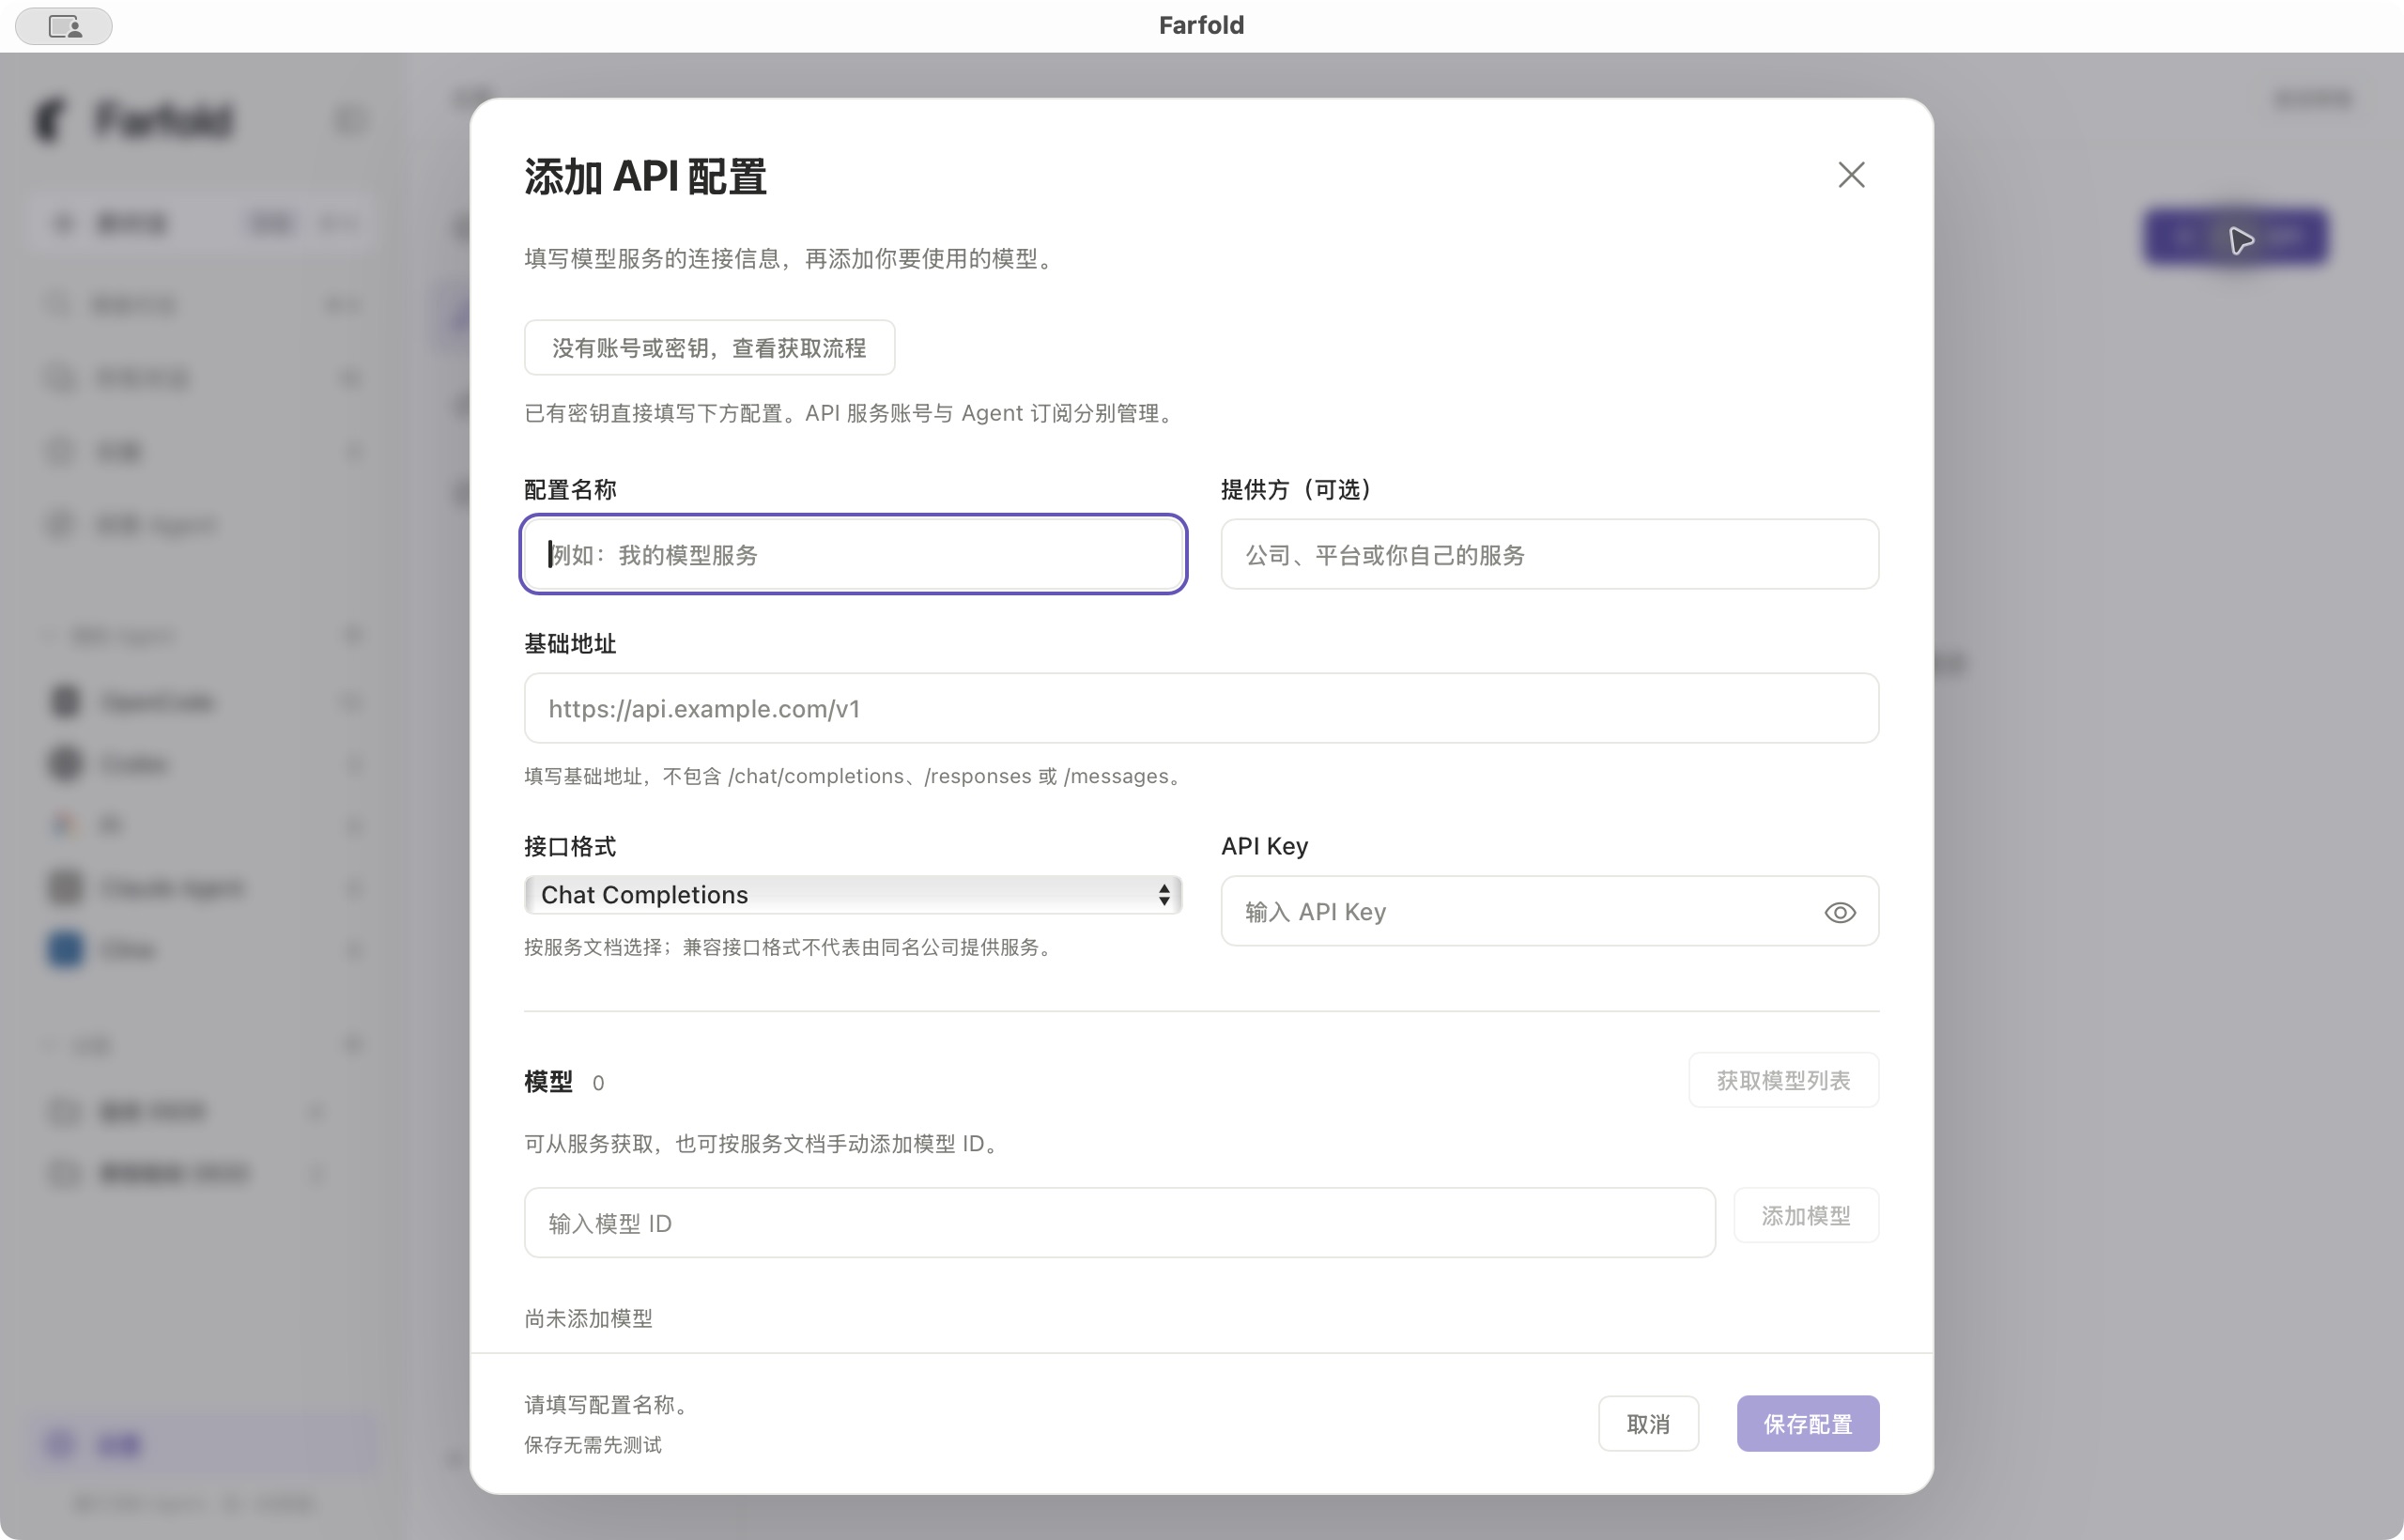 Farfold
Farfold
添加 API 配置
填写模型服务的连接信息，再添加你要使用的模型。
没有账号或密钥，查看获取流程
已有密钥直接填写下方配置。API 服务账号与 Agent 订阅分别管理。
配置名称
提供方（可选）
例如：我的模型服务
公司、平台或你自己的服务
基础地址
https://api.example.com/v1
填写基础地址，不包含 /chat/completions、/responses 或 /messages。
接口格式
API Key
Chat Completions
输入 API Key
按服务文档选择；兼容接口格式不代表由同名公司提供服务。
模型 0
获取模型列表
可从服务获取，也可按服务文档手动添加模型 ID。
输入模型 ID
添加模型
尚未添加模型
请填写配置名称。
保存无需先测试
取消
保存配置
OpenCode
Codex
Claude Agent